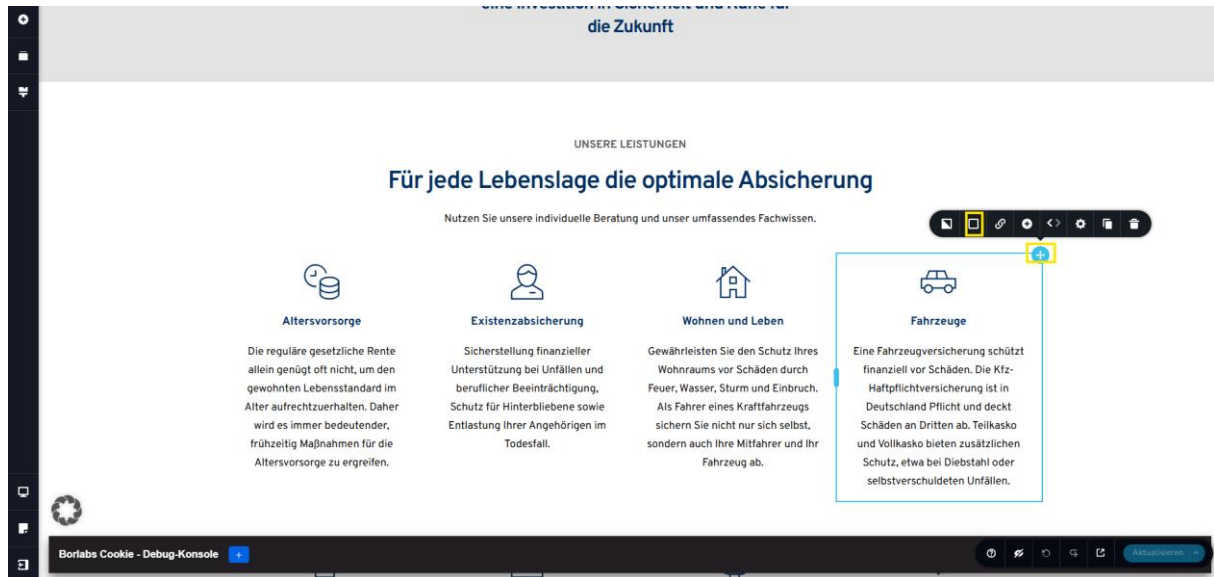 die Zukunft
UNSERE LEISTUNGEN
Für jede Lebenslage die optimale Absicherung
Nutzen Sie unsere individuelle Beratung und unser umfassendes Fachwissen.
Altersvorsorge
Die reguläre gesetzliche Rente
allein genügt oft nicht, um den
gewohnten Lebensstandard im
Alter aufrechtzuerhalten. Daher
wird es immer bedeutender,
frühzeitig Maßnahmen für die
Altersvorsorge zu ergreifen.
Existenzabsicherung
Sicherstellung finanzieller
Unterstützung bei Unfällen und
beruflicher Beeinträchtigung,
Schutz für Hinterbliebene sowie
Entlastung Ihrer Angehörigen im
Todesfall.
Wohnen und Leben
Gewährleisten Sie den Schutz Ihres
Wohnraums vor Schäden durch
Feuer, Wasser, Sturm und Einbruch.
Als Fahrer eines Kraftfahrzeugs
sichern Sie nicht nur sich selbst,
sondern auch Ihre Mitfahrer und Ihr
Fahrzeug ab.
Fahrzeuge
Eine Fahrzeugversicherung schützt
finanziell vor Schäden. Die Kfz-
Haftpflichtversicherung ist in
Deutschland Pflicht und deckt
Schäden an Dritten ab. Teilkasko
und Vollkasko bieten zusätzlichen
Schutz, etwa bei Diebstahl oder
selbstverschuldeten Unfällen.
Borlabs Cookie - Debug-Konsole
Aktualisieren